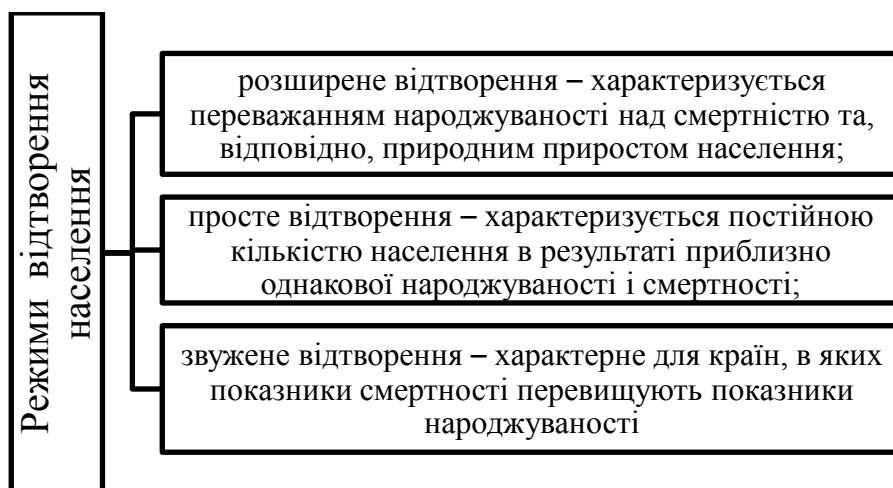 Режими відтворення
населення
розширене відтворення – характеризується
переважанням народжуваності над смертністю та,
відповідно, природним приростом населення;
просте відтворення – характеризується постійною
кількістю населення в результаті приблизно
однакової народжуваності і смертності;
звужене відтворення – характерне для країн, в яких
показники смертності перевищують показники
народжуваності